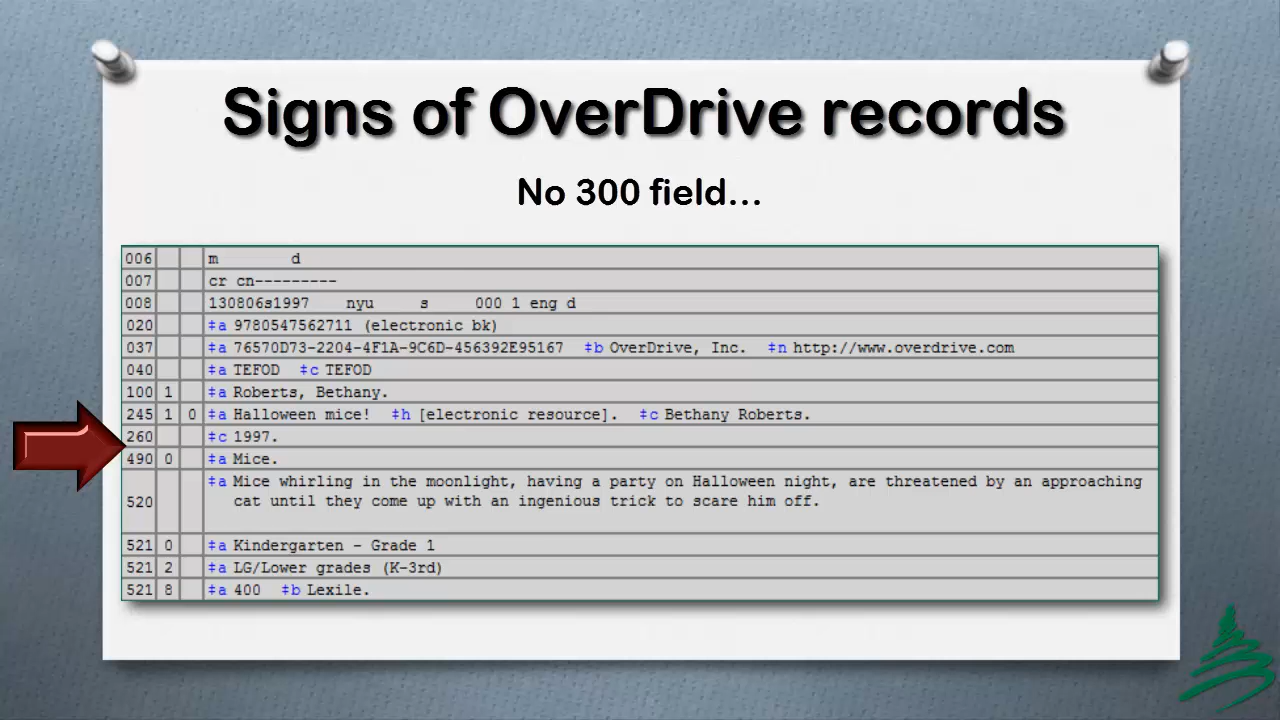 Signs of OverDrive records
No 300 field...
006 m d
007 cr cn---------
008 130806s1997 nyu s 000 1 eng d
020 ‡a 9780547562711 (electronic bk)
037 ‡a 76570D73-2204-4F1A-9C6D-456392E95167 ‡b OverDrive, Inc. ‡n http://www.overdrive.com
040 ‡a TEFOD ‡c TEFOD
100 1 ‡a Roberts, Bethany.
245 1 0 ‡a Halloween mice! ‡h [electronic resource]. ‡c Bethany Roberts.
260 ‡c 1997.
490 0 ‡a Mice.
520 ‡a Mice whirling in the moonlight, having a party on Halloween night, are threatened by an approaching
cat until they come up with an ingenious trick to scare him off.
521 0 ‡a Kindergarten - Grade 1
521 2 ‡a LG/Lower grades (K-3rd)
521 8 ‡a 400 ‡b Lexile.